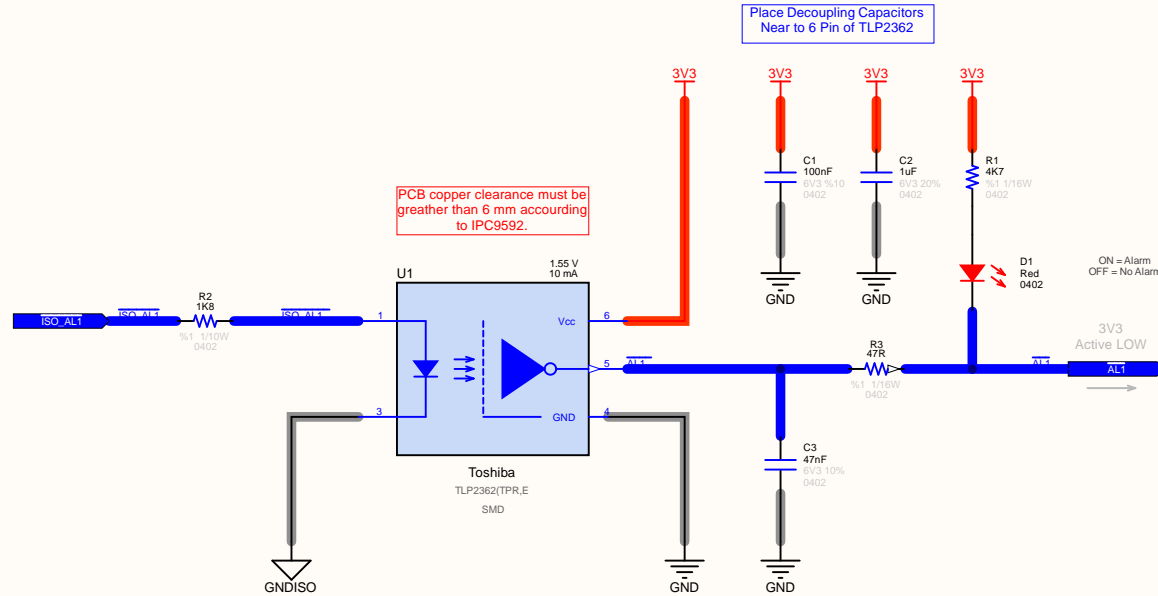 Place Decoupling Capacitors
Near to 6 Pin of TLP2362
3V3
3V3
3V3
3V3
C1
100nF
6V3 %10
0402
C2
1uF
6V3 20%
0402
R1
4K7
%1 1/16W
0402
PCB copper clearance must be
greather than 6 mm accourding
to IPC9592.
GND
GND
D1
Red
0402
ON = Alarm
OFF = No Alarm
U1
1.55 V
10 mA
ISO_AL1
ISO_AL1
R2
1K8
%1 1/10W
0402
ISO_AL1
1
Vcc
6
3
5
GND
4
AL1
R3
47R
%1 1/16W
0402
3V3
Active LOW
AL1
AL1
C3
47nF
6V3 10%
0402
Toshiba
TLP2362(TPR,E
SMD
GNDISO
GND
GND